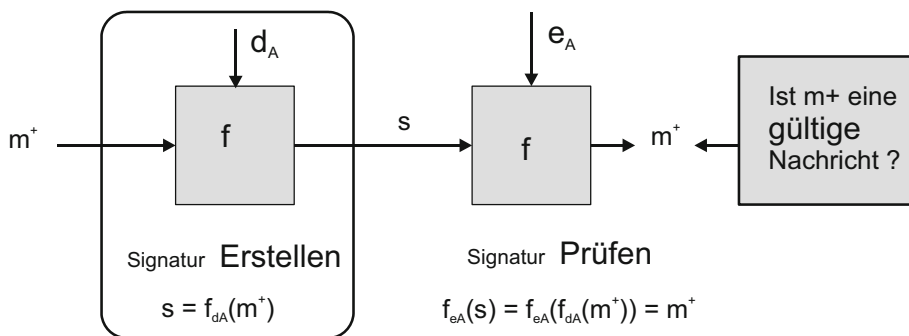 d_A
e_A
m⁺
f
s
f
m⁺
Ist m+ eine
gültige
Nachricht ?
Signatur Erstellen
Signatur Prüfen
s = f_dA(m⁺)
f_eA(s) = f_eA(f_dA(m⁺)) = m⁺